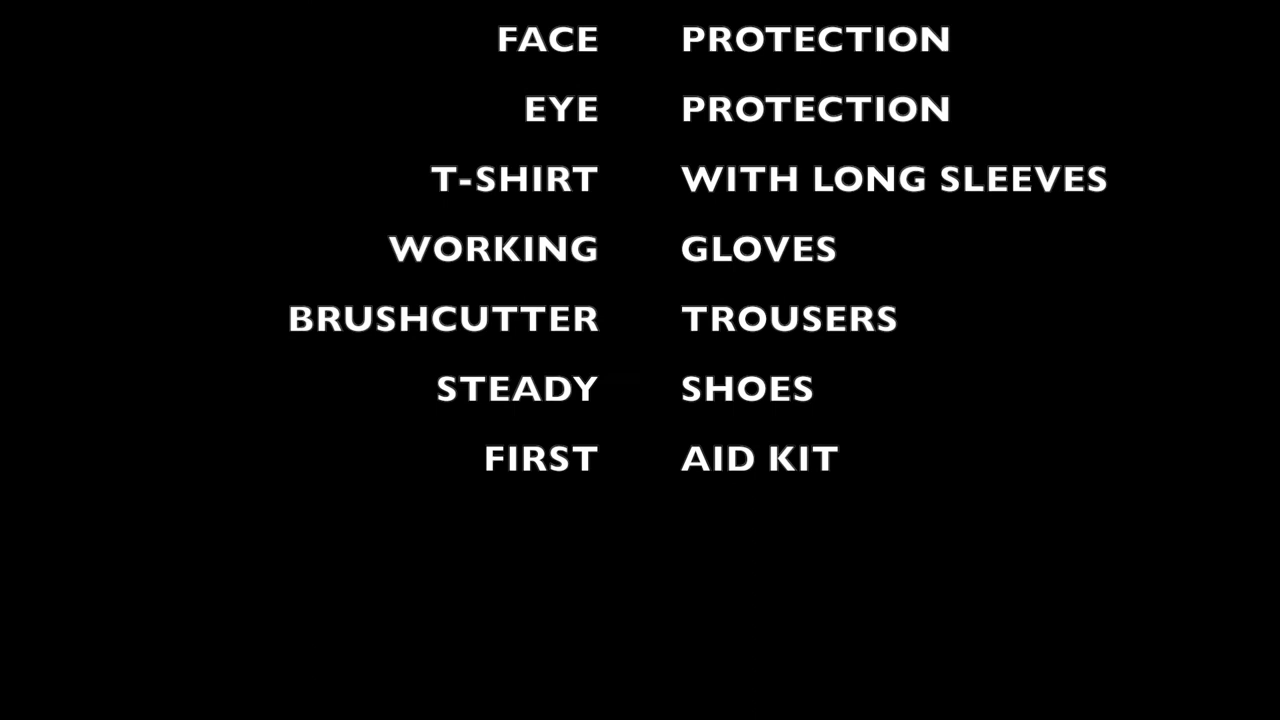 FACE PROTECTION
EYE PROTECTION
T-SHIRT WITH LONG SLEEVES
WORKING GLOVES
BRUSHCUTTER TROUSERS
STEADY SHOES
FIRST AID KIT